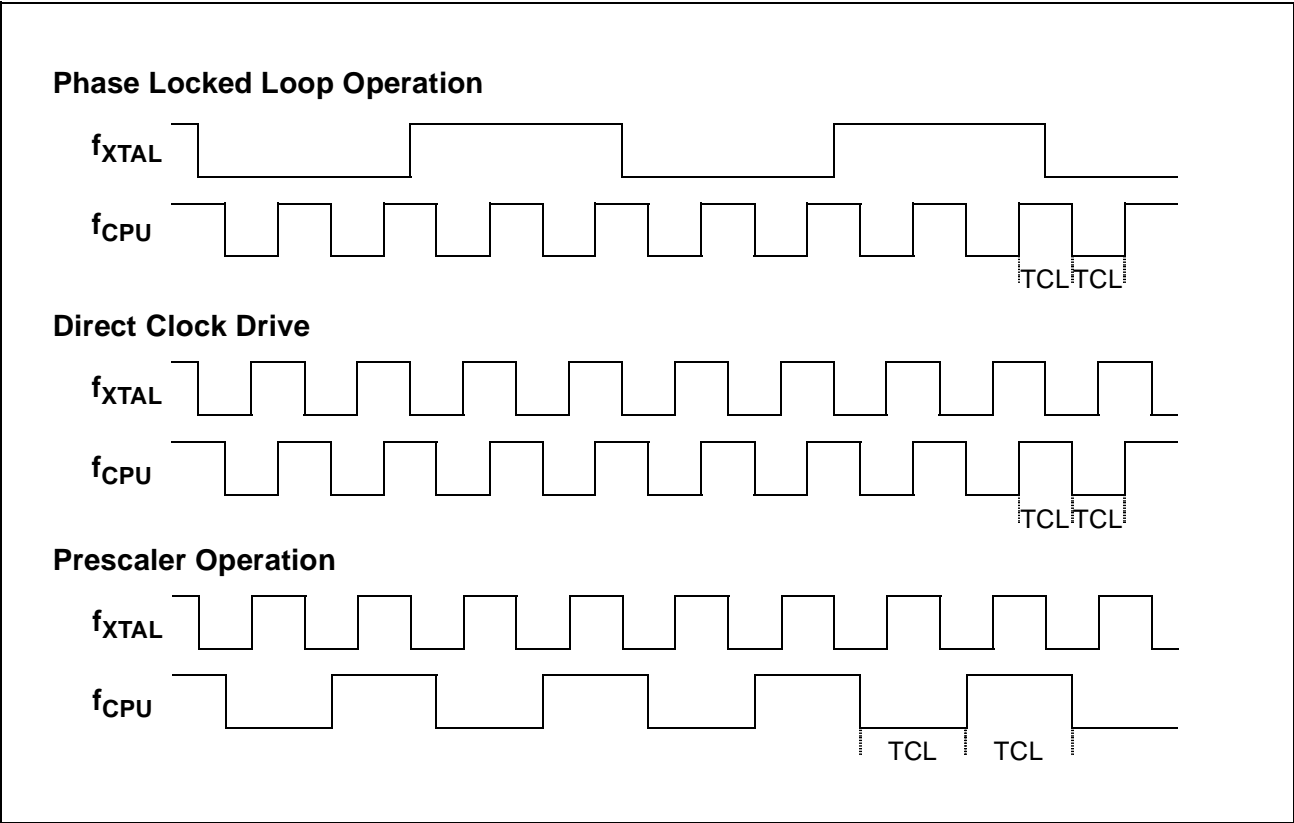 Phase Locked Loop Operation
fXTAL
fCPU
TCL TCL
Direct Clock Drive
fXTAL
fCPU
TCL TCL
Prescaler Operation
fXTAL
fCPU
TCL TCL